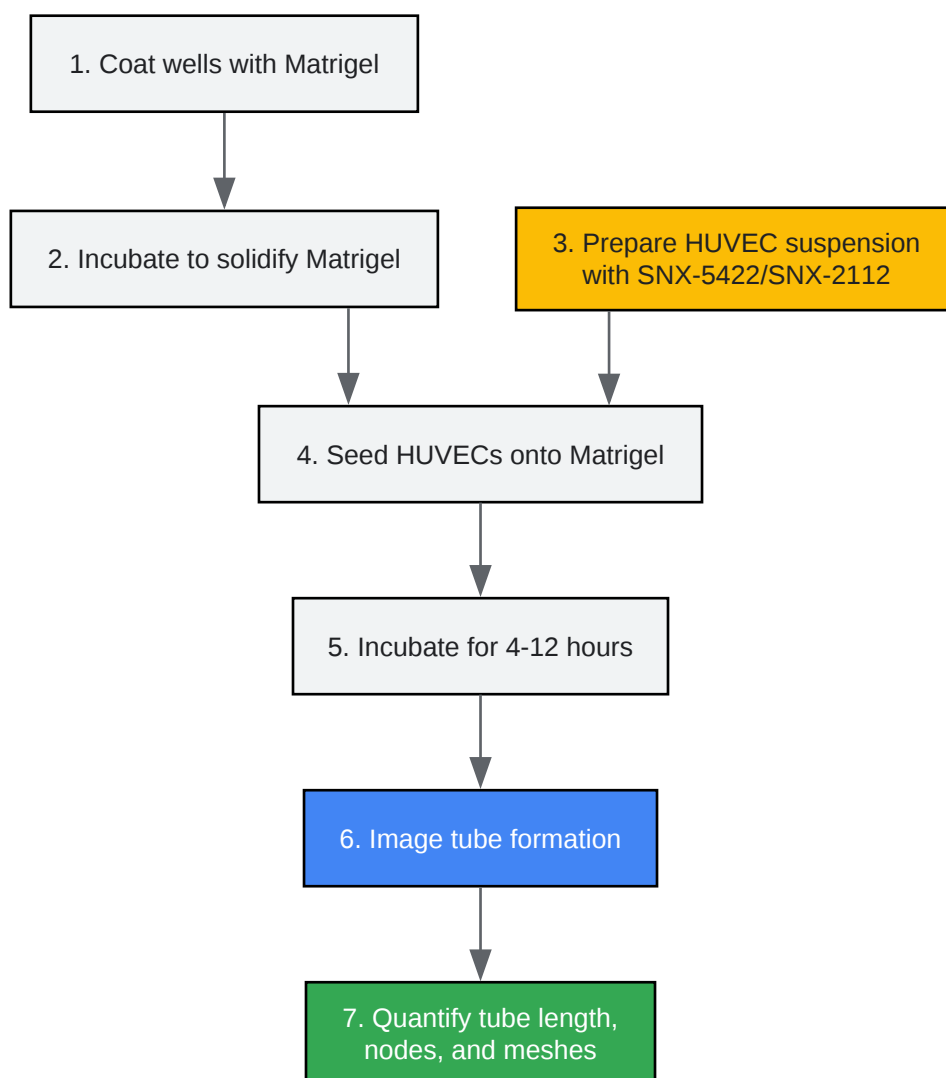 1. Coat wells with Matrigel
2. Incubate to solidify Matrigel
3. Prepare HUVEC suspension
with SNX-5422/SNX-2112
4. Seed HUVECs onto Matrigel
5. Incubate for 4-12 hours
6. Image tube formation
7. Quantify tube length,
nodes, and meshes